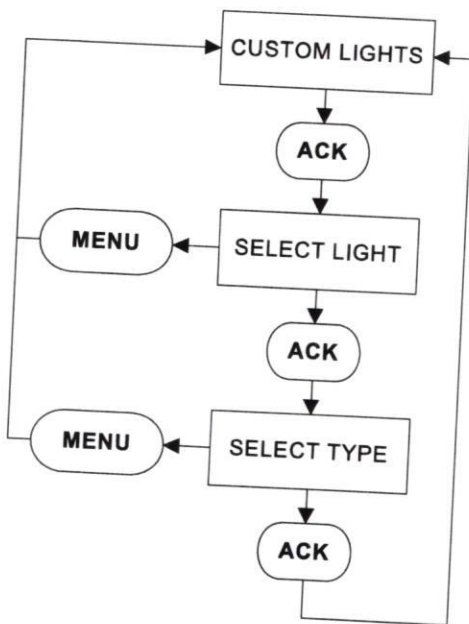 CUSTOM LIGHTS
ACK
MENU
SELECT LIGHT
ACK
MENU
SELECT TYPE
ACK